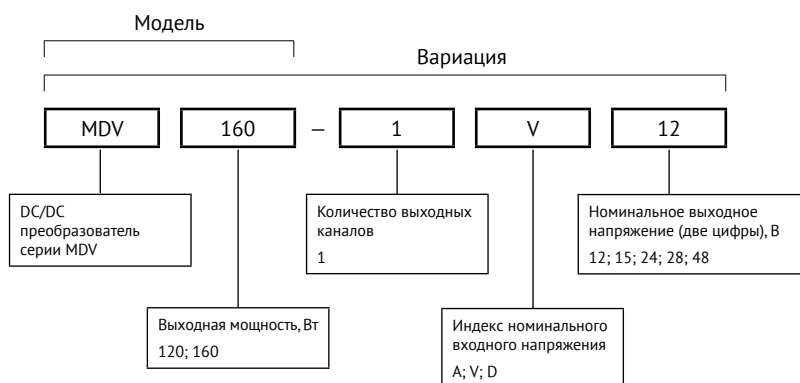 Модель
Вариация
MDV
160
–
1
V
12
DC/DC
преобразователь
серии MDV
Количество выходных
каналов
1
Номинальное выходное
напряжение (две цифры), В
12; 15; 24; 28; 48
Выходная мощность, Вт
120; 160
Индекс номинального
входного напряжения
A; V; D